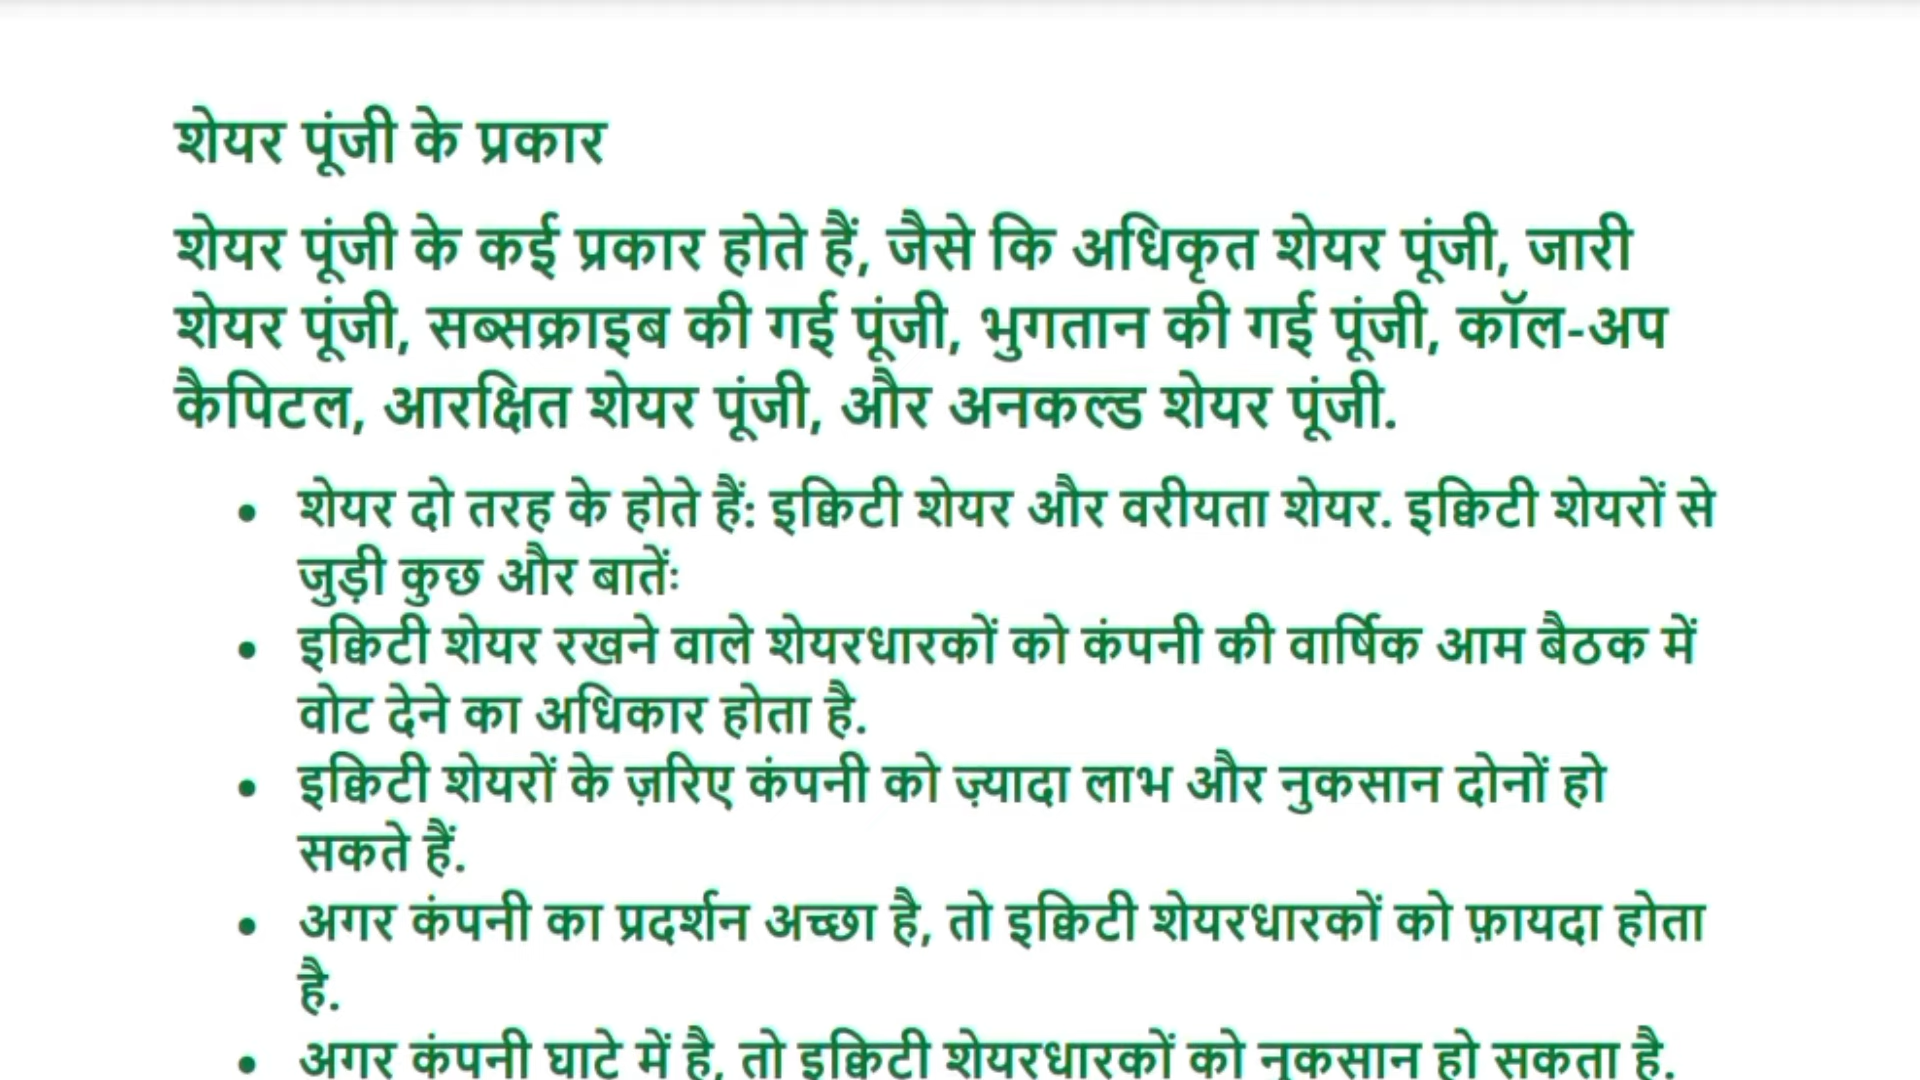 शेयर पूंजी के प्रकार
शेयर पूंजी के कई प्रकार होते हैं, जैसे कि अधिकृत शेयर पूंजी, जारी
शेयर पूंजी, सब्सक्राइब की गई पूंजी, भुगतान की गई पूंजी, कॉल-अप
कैपिटल, आरक्षित शेयर पूंजी, और अनकल्ड शेयर पूंजी.
• शेयर दो तरह के होते हैं: इक्विटी शेयर और वरीयता शेयर. इक्विटी शेयरों से
जुड़ी कुछ और बातेंः
• इक्विटी शेयर रखने वाले शेयरधारकों को कंपनी की वार्षिक आम बैठक में
वोट देने का अधिकार होता है.
• इक्विटी शेयरों के ज़रिए कंपनी को ज़्यादा लाभ और नुकसान दोनों हो
सकते हैं.
• अगर कंपनी का प्रदर्शन अच्छा है, तो इक्विटी शेयरधारकों को फ़ायदा होता
है.
• अगर कंपनी घाटे में है, तो इक्विटी शेयरधारकों को नुकसान हो सकता है.